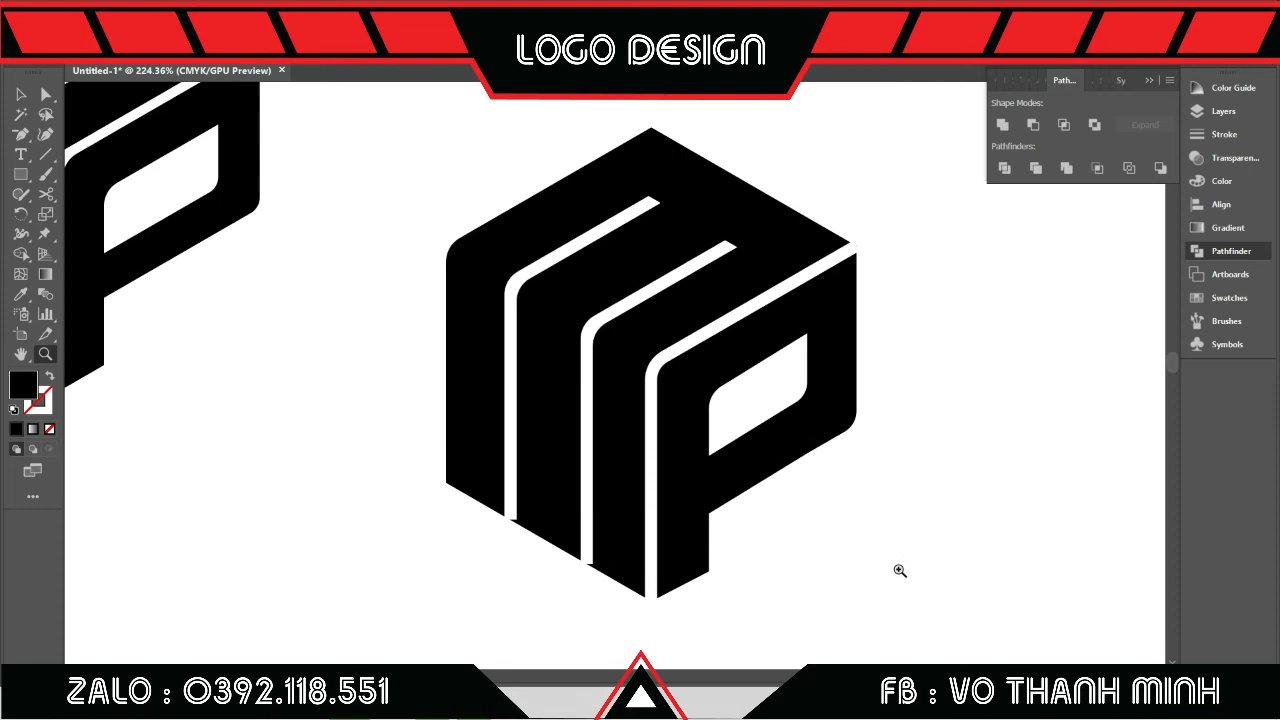 LOGO DESIGN
Untitled-1* @ 224.36% (CMYK/GPU Preview)
Path...
Sy
Shape Modes:
Expand
Pathfinders:
Color Guide
Layers
Stroke
Transparen...
Color
Align
Gradient
Pathfinder
Artboards
Swatches
Brushes
Symbols
ZALO : 0392.118.551
FB : VO THANH MINH